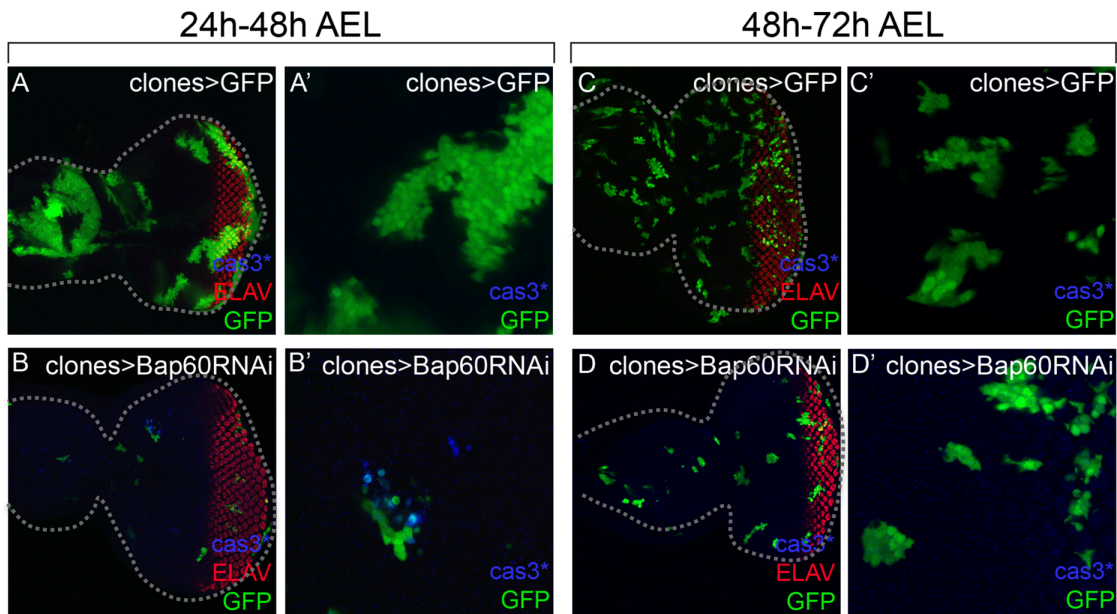 24h-48h AEL
48h-72h AEL
A
clones>GFP
cas3*
ELAV
GFP
A'
clones>GFP
cas3*
GFP
C
clones>GFP
cas3*
ELAV
GFP
C'
clones>GFP
cas3*
GFP
B
clones>Bap60RNAi
cas3*
ELAV
GFP
B'
clones>Bap60RNAi
cas3*
GFP
D
clones>Bap60RNAi
cas3*
ELAV
GFP
D'
clones>Bap60RNAi
cas3*
GFP